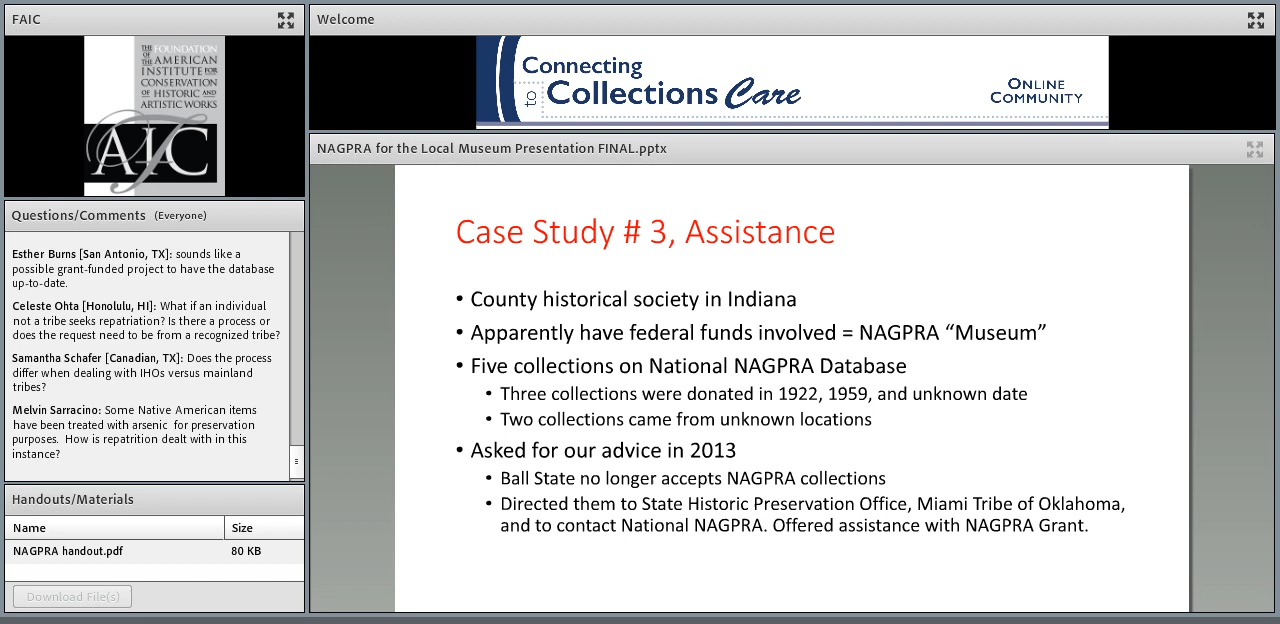 FAIC
THE FOUNDATION
OF THE AMERICAN
INSTITUTE FOR
CONSERVATION
OF HISTORIC AND
ARTISTIC WORKS
AIC
Questions/Comments (Everyone)
Esther Burns [San Antonio, TX]: sounds like a
possible grant-funded project to have the database
up-to-date.
Celeste Ohta [Honolulu, HI]: What if an individual
not a tribe seeks repatriation? Is there a process or
does the request need to be from a recognized tribe?
Samantha Schafer [Canadian, TX]: Does the process
differ when dealing with IHOs versus mainland
tribes?
Melvin Sarracino: Some Native American items
have been treated with arsenic for preservation
purposes. How is repatrition dealt with in this
instance?
Handouts/Materials
Name Size
NAGPRA handout.pdf 80 KB
Download File(s)
Welcome
Connecting
to Collections Care
ONLINE
COMMUNITY
NAGPRA for the Local Museum Presentation FINAL.pptx
Case Study # 3, Assistance
• County historical society in Indiana
• Apparently have federal funds involved = NAGPRA “Museum”
• Five collections on National NAGPRA Database
• Three collections were donated in 1922, 1959, and unknown date
• Two collections came from unknown locations
• Asked for our advice in 2013
• Ball State no longer accepts NAGPRA collections
• Directed them to State Historic Preservation Office, Miami Tribe of Oklahoma,
and to contact National NAGPRA. Offered assistance with NAGPRA Grant.